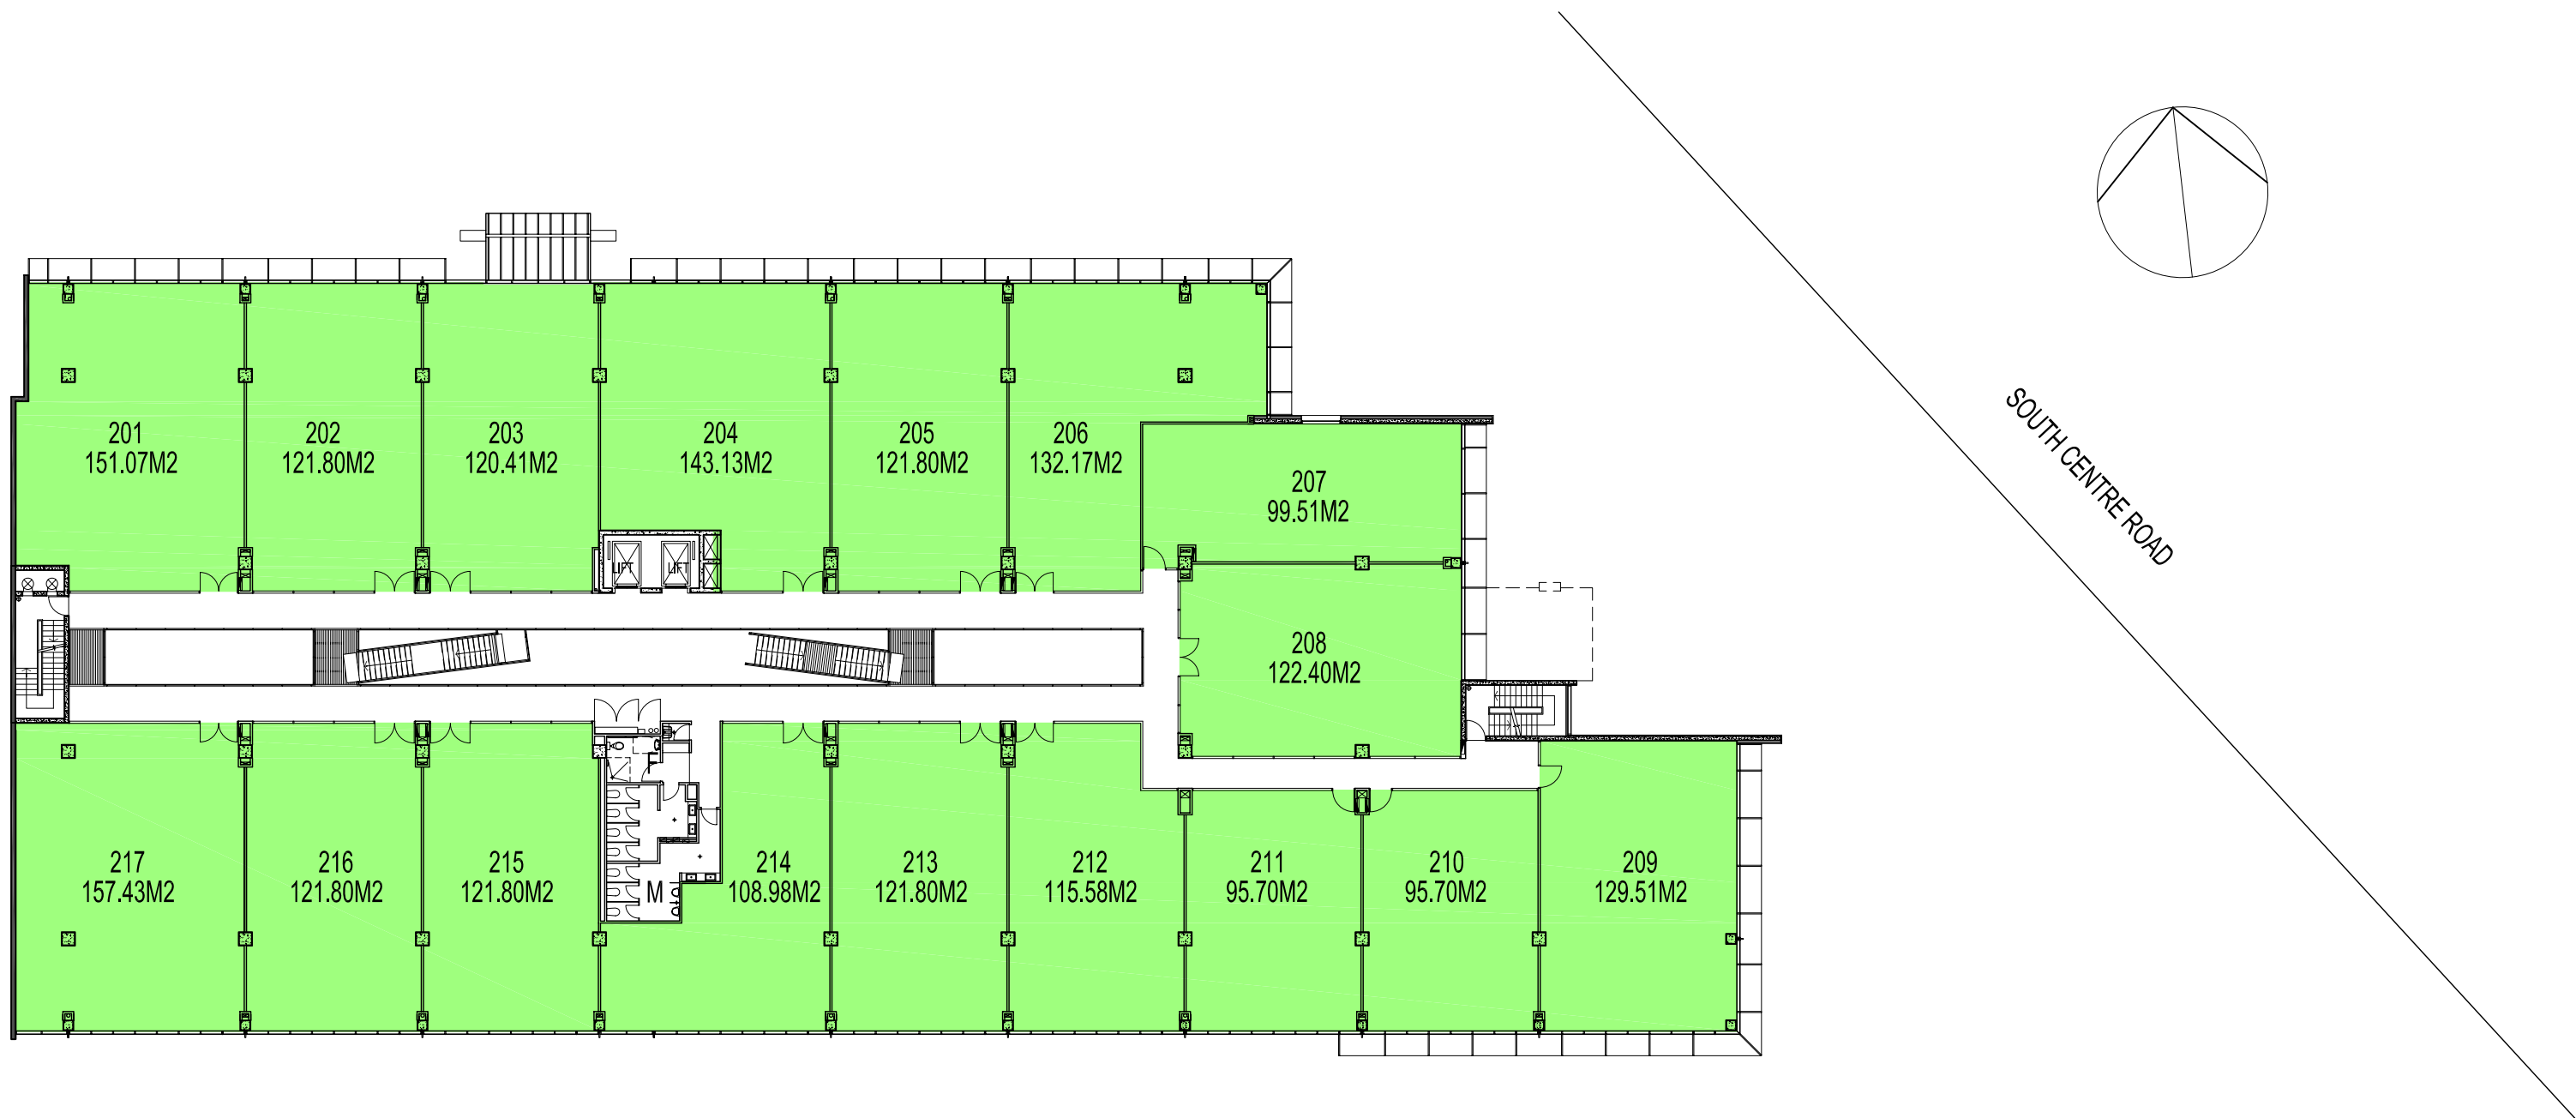 SOUTH CENTRE ROAD
201
151.07M2
202
121.80M2
203
120.41M2
204
143.13M2
205
121.80M2
206
132.17M2
207
99.51M2
LIFT
LIFT
208
122.40M2
217
157.43M2
216
121.80M2
215
121.80M2
M
214
108.98M2
213
121.80M2
212
115.58M2
211
95.70M2
210
95.70M2
209
129.51M2